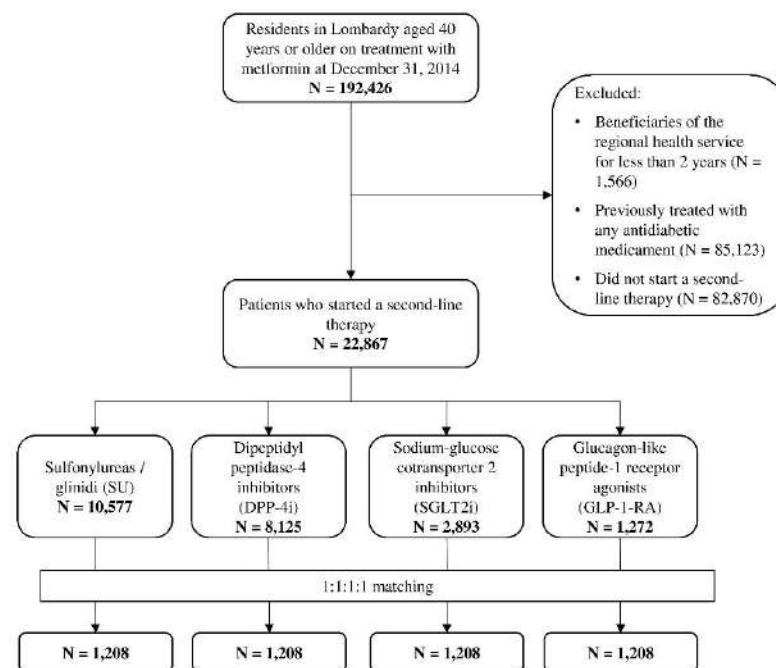 Residents in Lombardy aged 40
years or older on treatment with
metformin at December 31, 2014
N = 192,426
Excluded:
• Beneficiaries of the
regional health service
for less than 2 years (N =
1,566)
• Previously treated with
any antidiabetic
medicament (N = 85,123)
• Did not start a second-
line therapy (N = 82,870)
Patients who started a second-line
therapy
N = 22,867
Sulfonylureas /
glinidi (SU)
N = 10,577
Dipeptidyl
peptidase-4
inhibitors
(DPP-4i)
N = 8,125
Sodium-glucose
cotransporter 2
inhibitors
(SGLT2i)
N = 2,893
Glucagon-like
peptide-1 receptor
agonists
(GLP-1-RA)
N = 1,272
1:1:1:1 matching
N = 1,208
N = 1,208
N = 1,208
N = 1,208